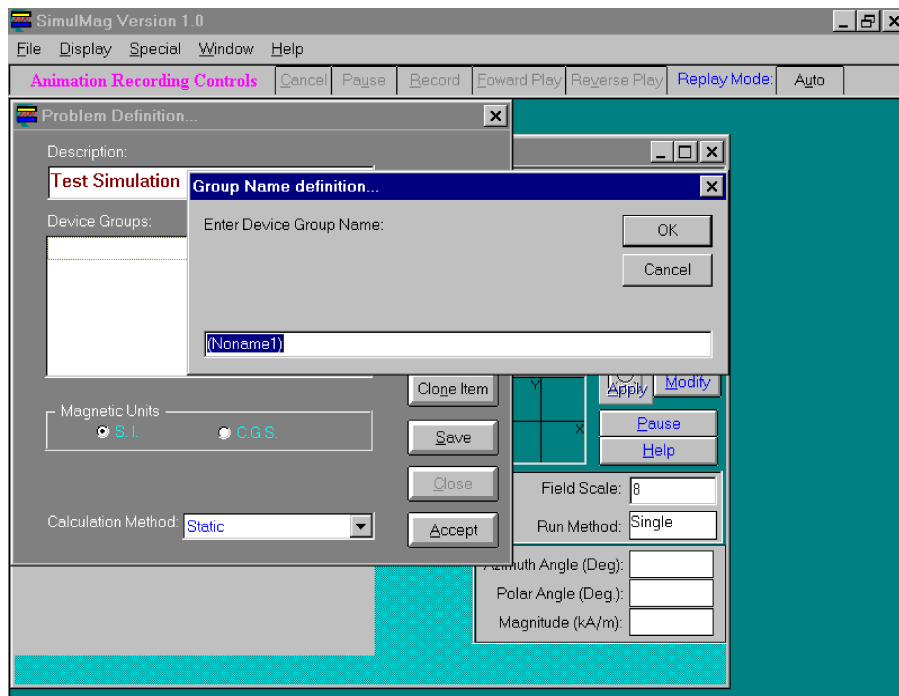 SimulMag Version 1.0
File Display Special Window Help
Animation Recording Controls Cancel Pause Record Foward Play Reverse Play Replay Mode: Auto
Problem Definition...
Description:
Test Simulation
Group Name definition...
Device Groups:
Enter Device Group Name:
OK
Cancel
(Noname1)
Clone Item
Apply
Modify
Y
X
Magnetic Units
S. I.
C.G.S.
Save
Pause
Help
Close
Field Scale: 8
Calculation Method: Static
Accept
Run Method: Single
Azimuth Angle (Deg):
Polar Angle (Deg.):
Magnitude (kA/m):